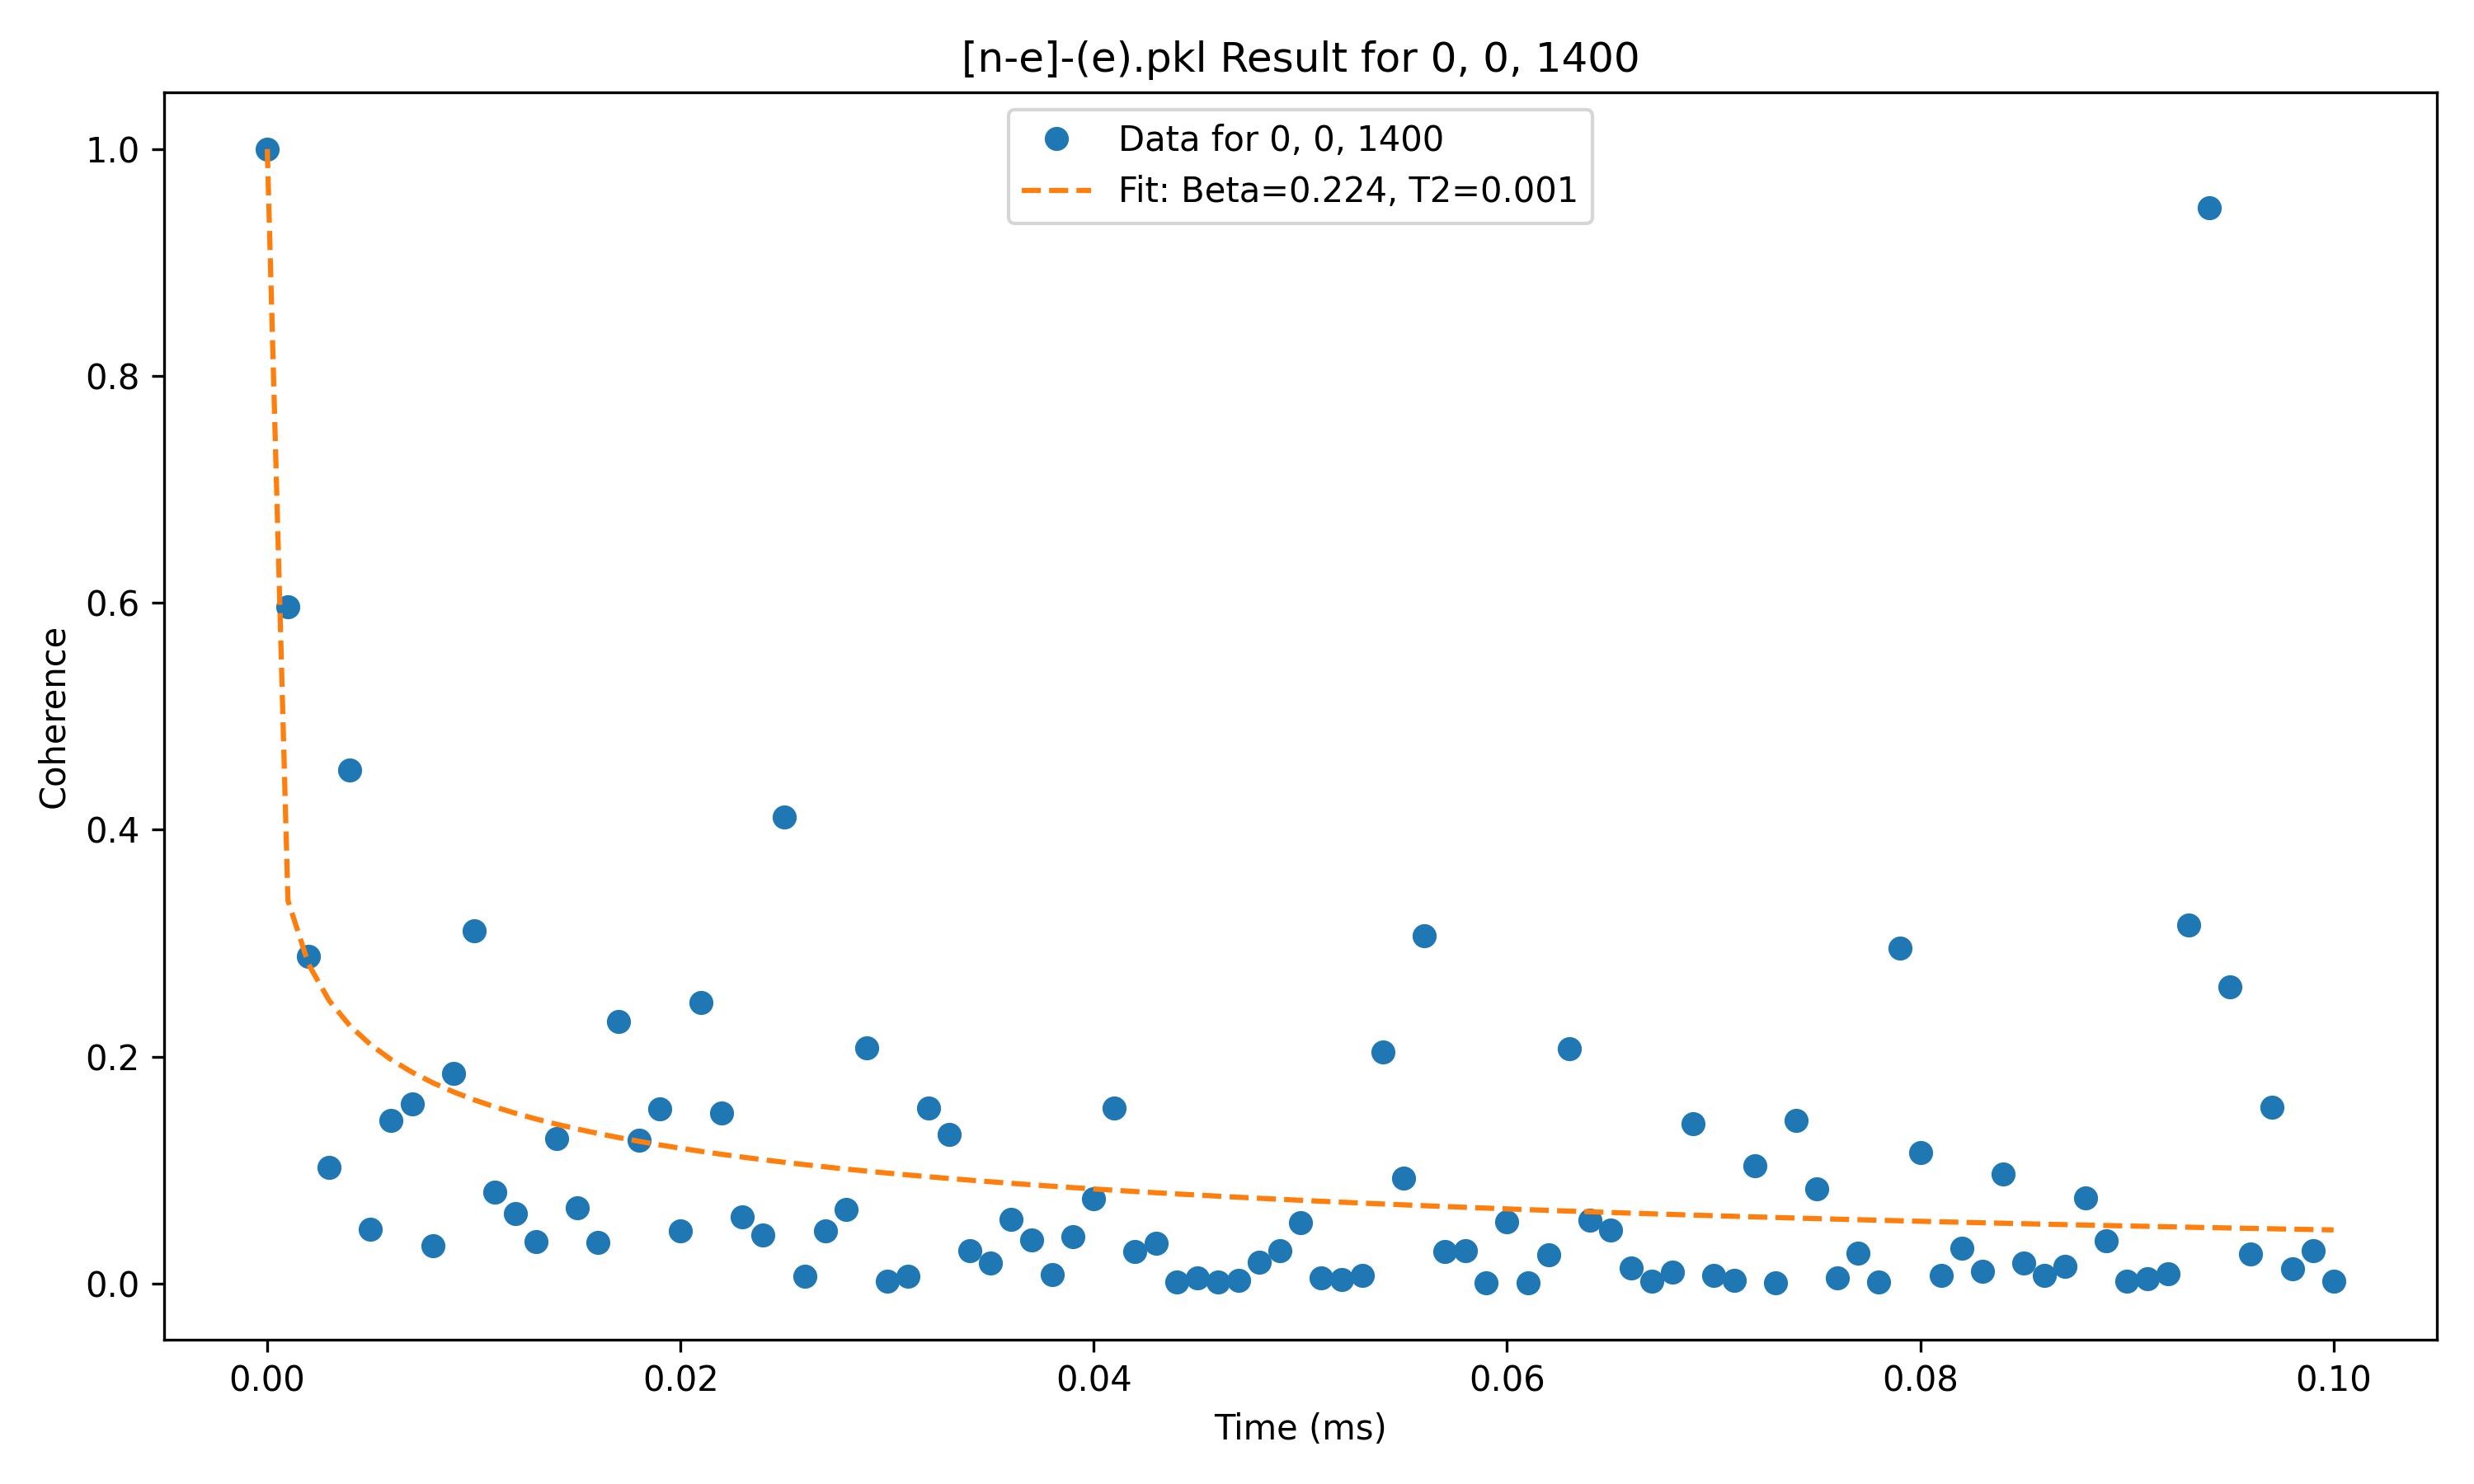 [n-e]-(e).pkl Result for 0, 0, 1400
Data for 0, 0, 1400
Fit: Beta=0.224, T2=0.001
1.0
0.8
0.6
0.4
0.2
0.0
Coherence
0.00
0.02
0.04
0.06
0.08
0.10
Time (ms)